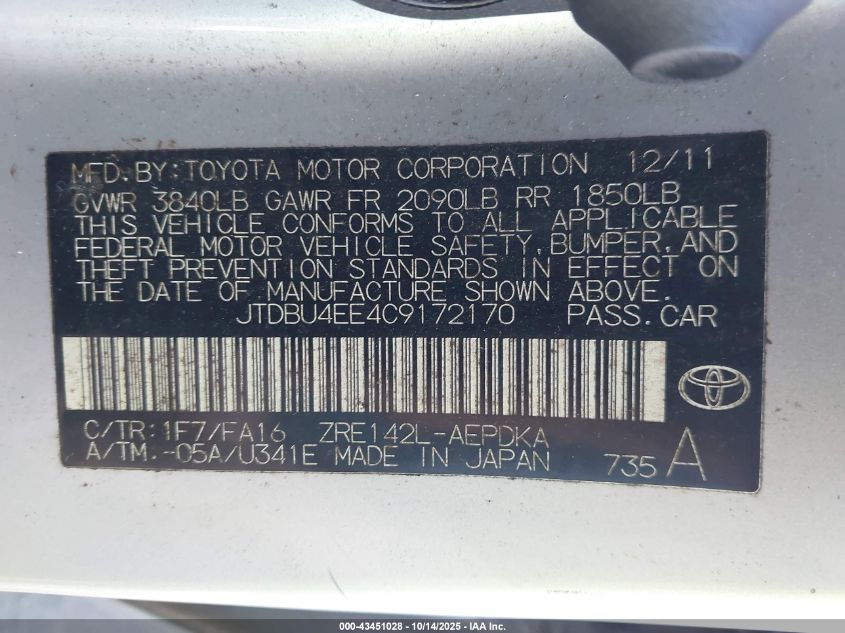 MFD.BY:TOYOTA MOTOR CORPORATION 12/11
GVWR 3840LB GAWR FR 2090LB RR 1850LB
THIS VEHICLE CONFORMS TO ALL APPLICABLE
FEDERAL MOTOR VEHICLE SAFETY, BUMPER, AND
THEFT PREVENTION STANDARDS IN EFFECT ON
THE DATE OF MANUFACTURE SHOWN ABOVE.
JTDBU4EE4C9172170 PASS.CAR
C/TR:1F7/FA16 ZRE142L-AEPDKA
A/TM.-05A/U341E MADE IN JAPAN 735 A
000-43451028 - 10/14/2025 - IAA Inc.